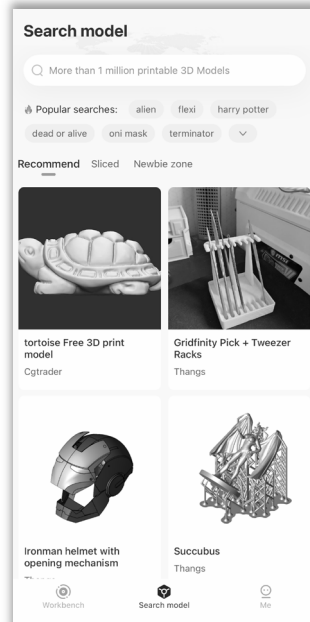 Search model
More than 1 million printable 3D Models
Popular searches: alien flexi harry potter
dead or alive oni mask terminator
Recommend Sliced Newbie zone
tortoise Free 3D print
model
Cgtrader
Gridfinity Pick + Tweezer
Racks
Thangs
Ironman helmet with
opening mechanism
Thangs
Succubus
Thangs
Workbench Search model Me